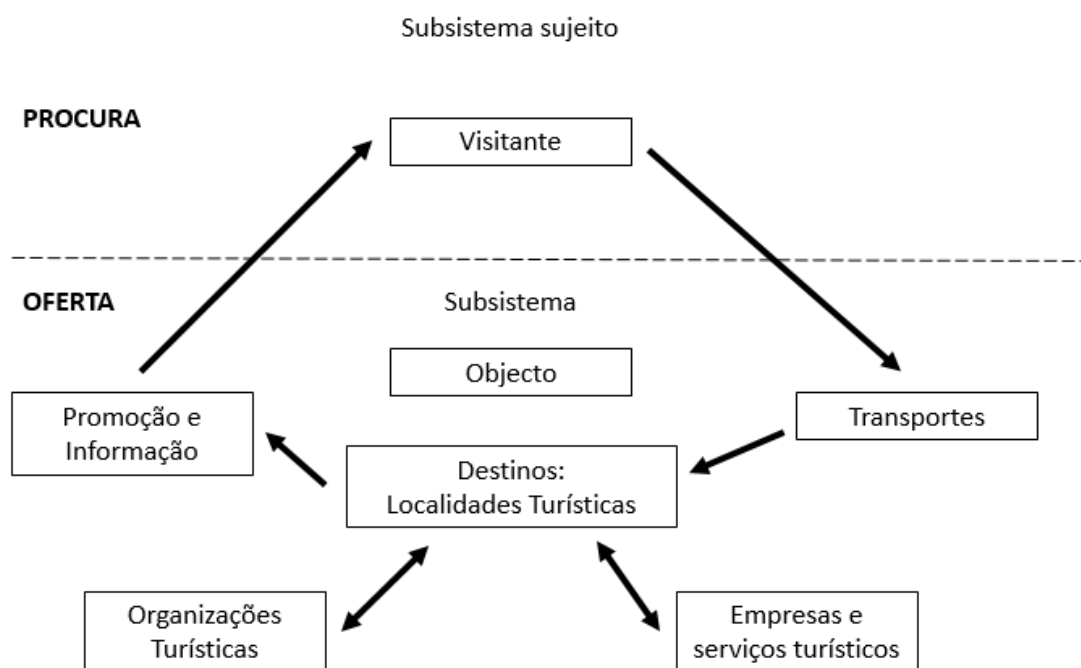 Subsistema sujeito
PROCURA
Visitante
OFERTA
Subsistema
Objecto
Promoção e
Informação
Transportes
Destinos:
Localidades Turísticas
Organizações
Turísticas
Empresas e
serviços turísticos